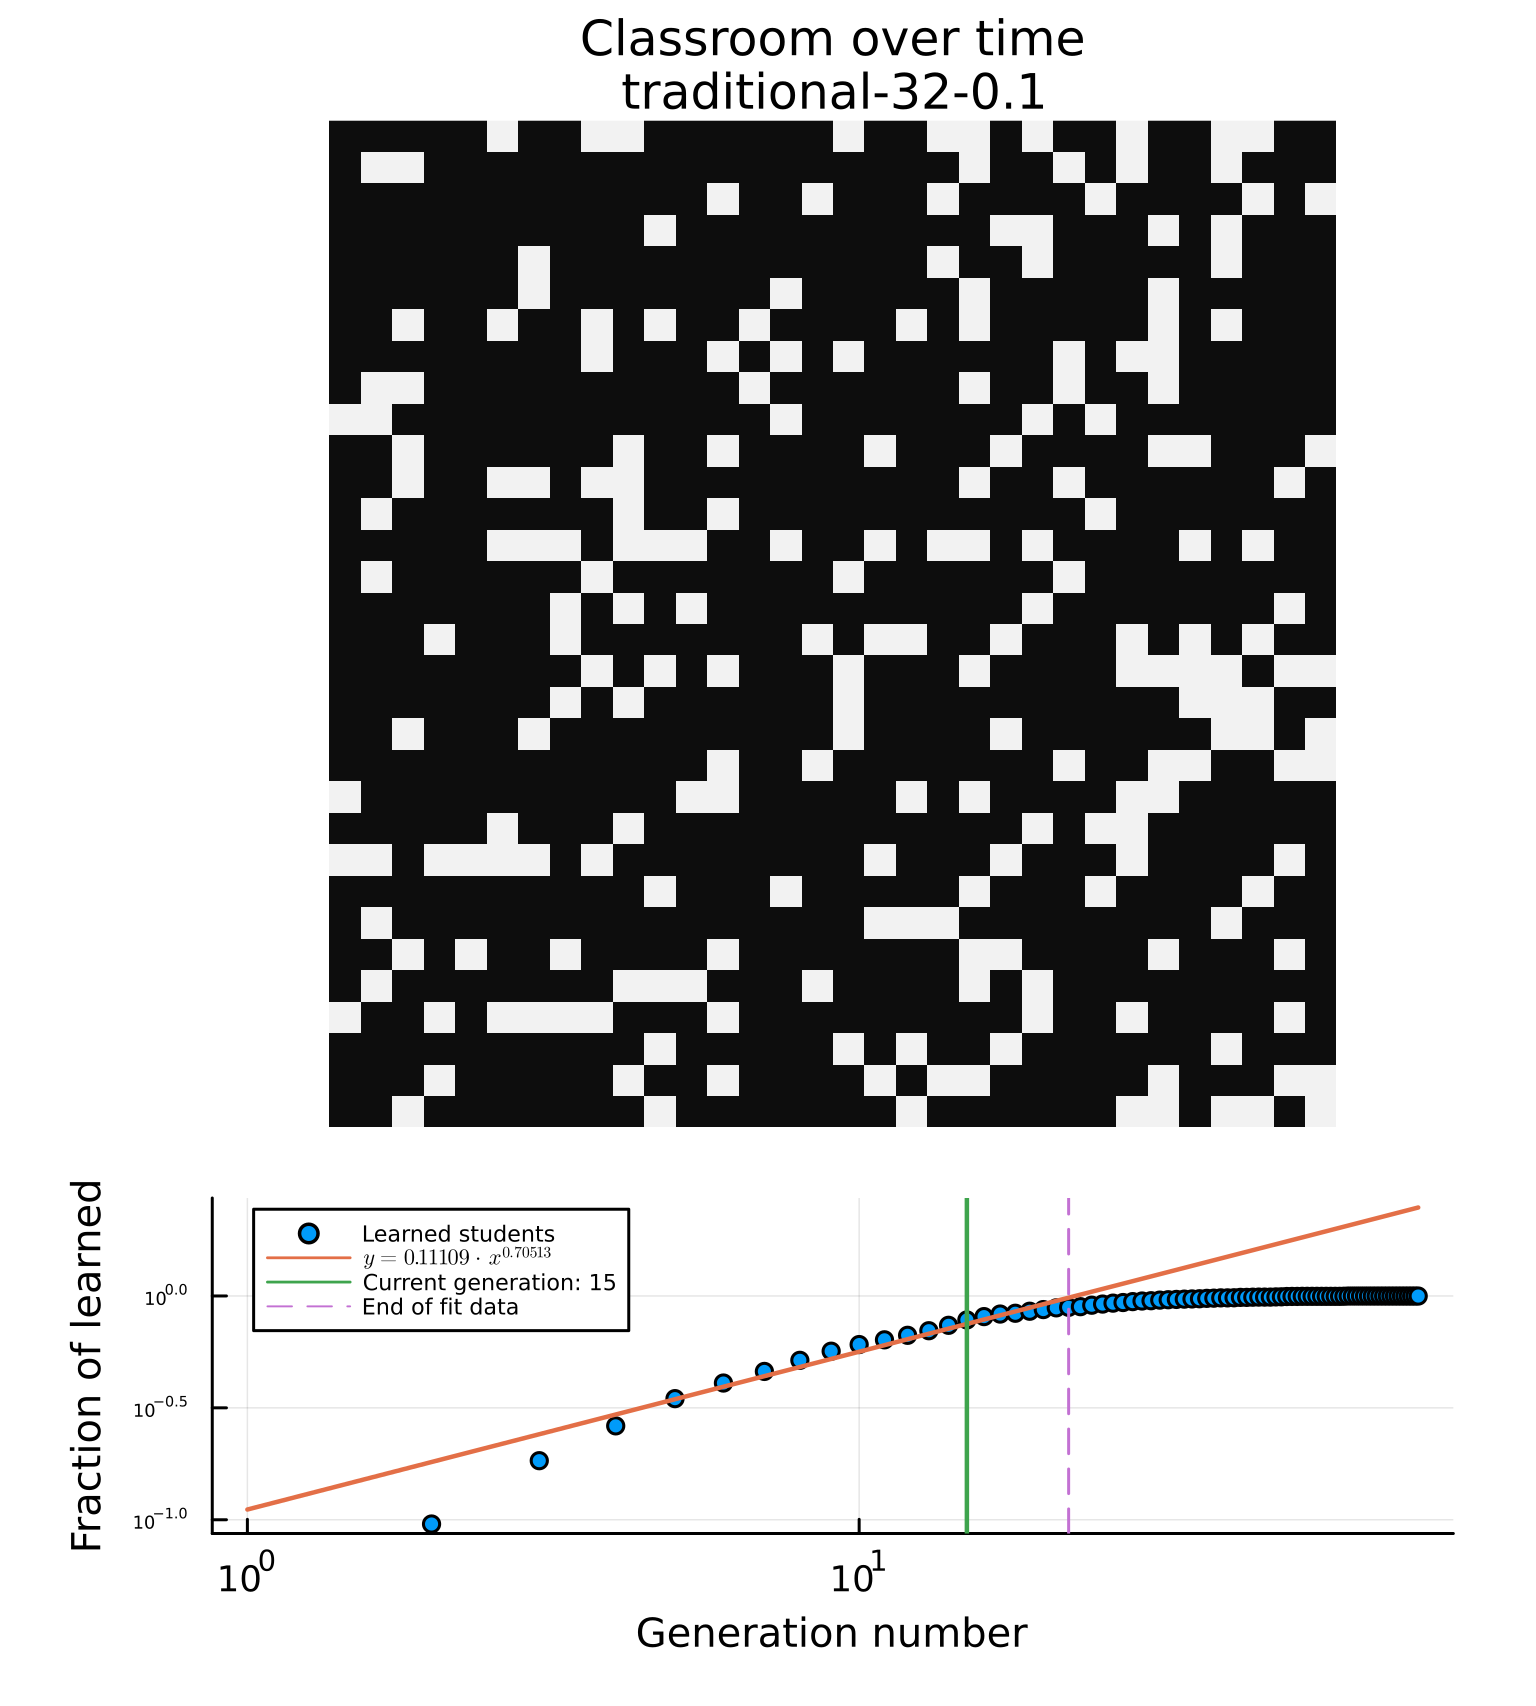 Classroom over time
traditional-32-0.1
Fraction of learned
Learned students
y = 0.11109 · x^0.70513
Current generation: 15
End of fit data
10^0.0
10^−0.5
10^−1.0
10^0
10^1
Generation number